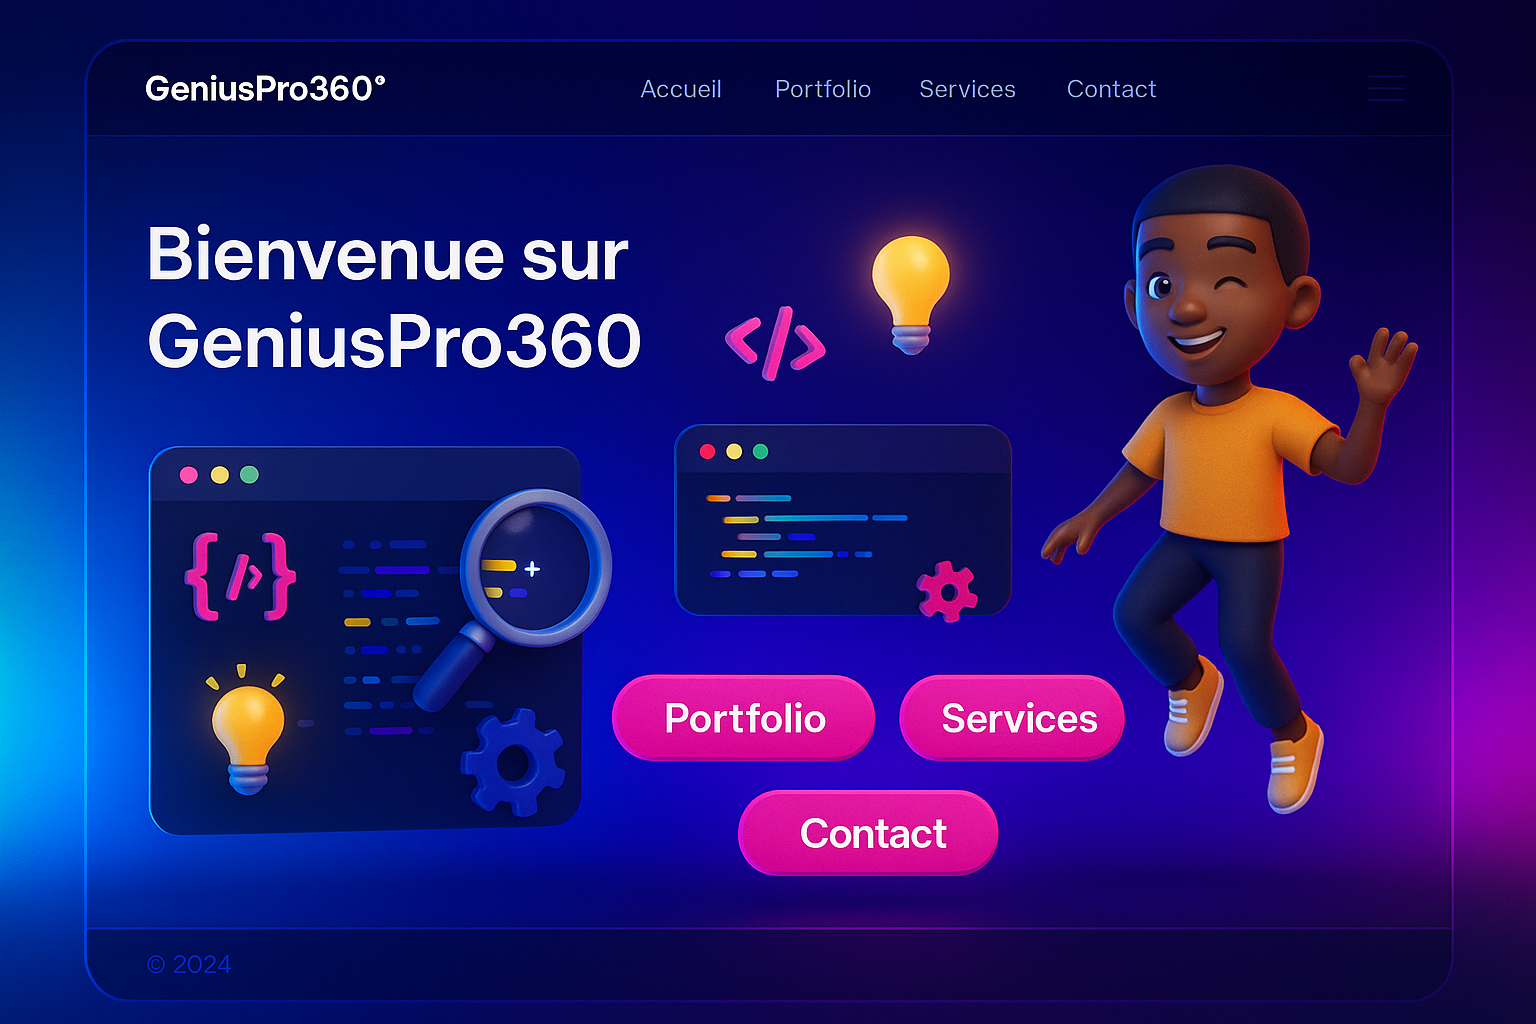 GeniusPro360°
Accueil Portfolio Services Contact
Bienvenue sur
GeniusPro360
</>
{/>}
Portfolio Services
Contact
© 2024